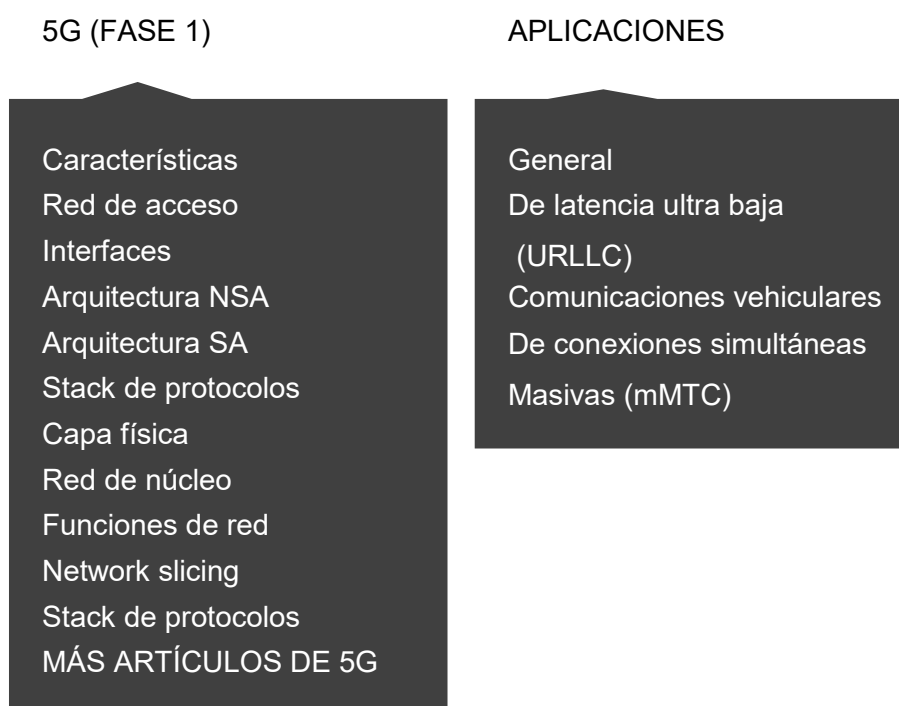 5G (FASE 1)
Características
Red de acceso
Interfaces
Arquitectura NSA
Arquitectura SA
Stack de protocolos
Capa física
Red de núcleo
Funciones de red
Network slicing
Stack de protocolos
MÁS ARTÍCULOS DE 5G
APLICACIONES
General
De latencia ultra baja
(URLLC)
Comunicaciones vehiculares
De conexiones simultáneas
Masivas (mMTC)